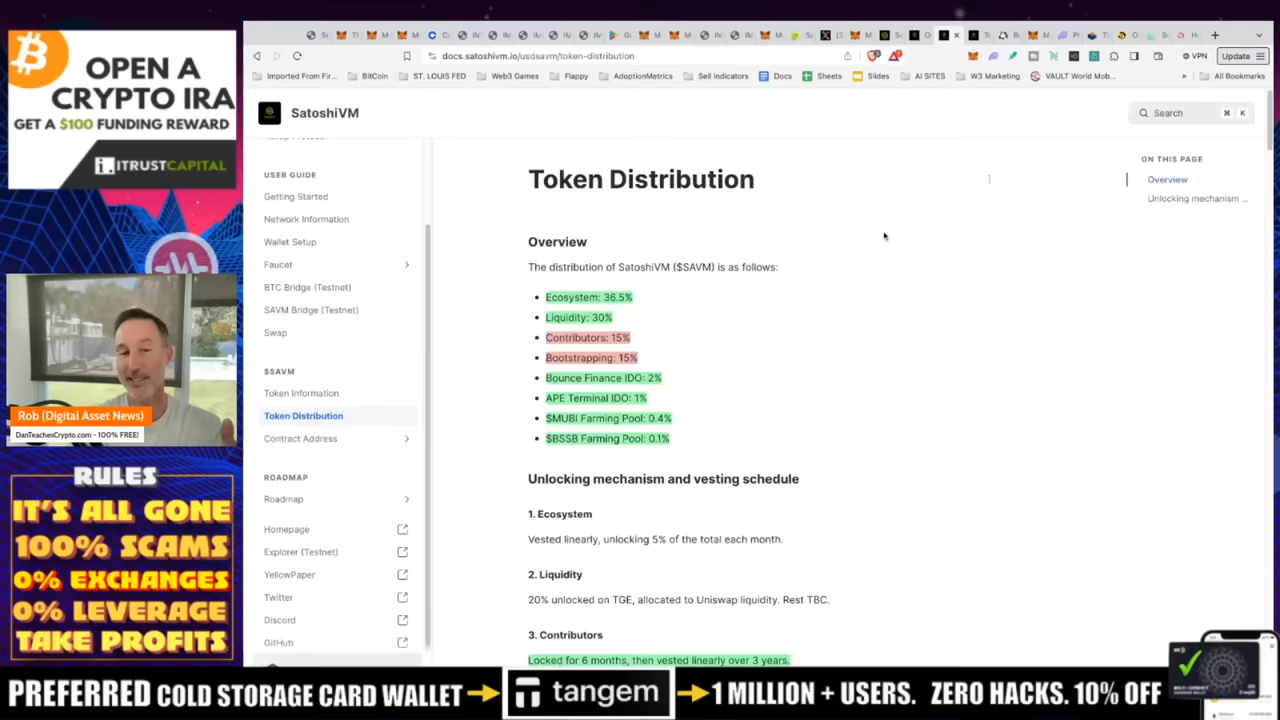 OPEN A
CRYPTO IRA
GET A $100 FUNDING REWARD
ITRUSTCAPITAL
Rob (Digital Asset News)
DanTeachesCrypto.com - 100% FREE!
RULES
IT'S ALL GONE
100% SCAMS
0% EXCHANGES
0% LEVERAGE
TAKE PROFITS
docs.satoshivm.io/usdsavm/token-distribution
VPN
Update
Imported From Fir...
BitCoin
ST. LOUIS FED
Web3 Games
Flappy
AdoptionMetrics
Sell Indicators
Docs
Sheets
Slides
AI SITES
W3 Marketing
VAULT World Mob...
»
All Bookmarks
SatoshiVM
Search
⌘ K
USER GUIDE
Getting Started
Network Information
Wallet Setup
Faucet
BTC Bridge (Testnet)
SAVM Bridge (Testnet)
Swap
$SAVM
Token Information
Token Distribution
Contract Address
ROADMAP
Roadmap
Homepage
Explorer (Testnet)
YellowPaper
Twitter
Discord
GitHub
Token Distribution
Overview
The distribution of SatoshiVM ($SAVM) is as follows:
• Ecosystem: 36.5%
• Liquidity: 30%
• Contributors: 15%
• Bootstrapping: 15%
• Bounce Finance IDO: 2%
• APE Terminal IDO: 1%
• $MUBI Farming Pool: 0.4%
• $BSSB Farming Pool: 0.1%
Unlocking mechanism and vesting schedule
1. Ecosystem
Vested linearly, unlocking 5% of the total each month.
2. Liquidity
20% unlocked on TGE, allocated to Uniswap liquidity. Rest TBC.
3. Contributors
Locked for 6 months, then vested linearly over 3 years.
ON THIS PAGE
Overview
Unlocking mechanism ...
PREFERRED COLD STORAGE CARD WALLET
tangem
1 MILLION + USERS. ZERO HACKS. 10% OFF